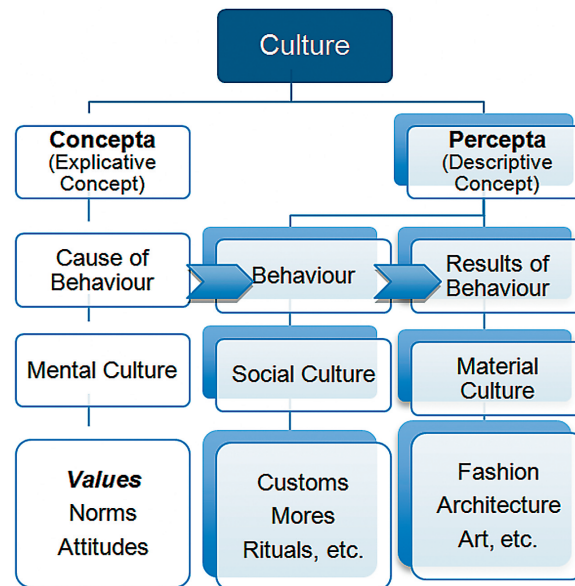 Culture
Concepta
(Explicative
Concept)
Percepta
(Descriptive
Concept)
Cause of
Behaviour
Behaviour
Results of
Behaviour
Mental Culture
Social Culture
Material
Culture
Values
Norms
Attitudes
Customs
Mores
Rituals, etc.
Fashion
Architecture
Art, etc.